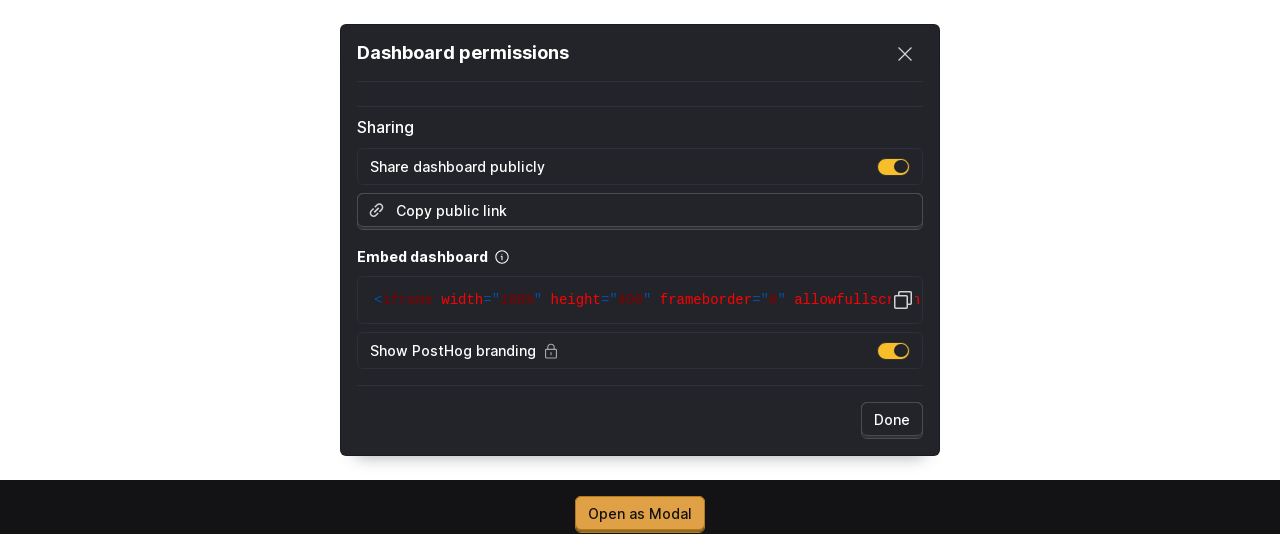 Dashboard permissions
Sharing
Share dashboard publicly
Copy public link
Embed dashboard
<iframe width="100%" height="400" frameborder="0" allowfullscreen
Show PostHog branding
Done
Open as Modal